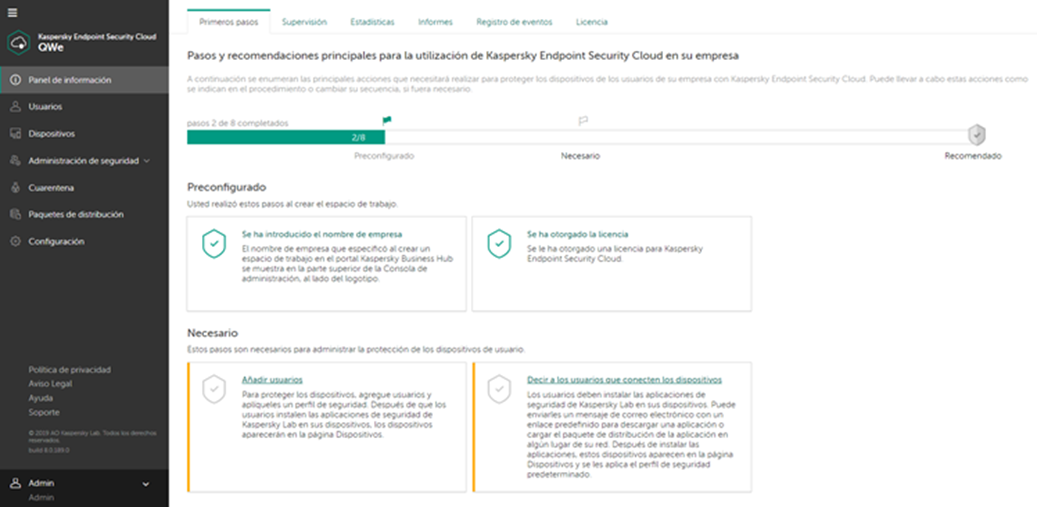 Kaspersky Endpoint Security Cloud
QWe
Panel de información
Usuarios
Dispositivos
Administración de seguridad
Cuarentena
Paquetes de distribución
Configuración
Política de privacidad
Aviso Legal
Ayuda
Soporte
© 2019 AO Kaspersky Lab. Todos los derechos
reservados.
build 8.0.189.0
Admin
Admin
Primeros pasos
Supervisión
Estadísticas
Informes
Registro de eventos
Licencia
Pasos y recomendaciones principales para la utilización de Kaspersky Endpoint Security Cloud en su empresa
A continuación se enumeran las principales acciones que necesitará realizar para proteger los dispositivos de los usuarios de su empresa con Kaspersky Endpoint Security Cloud. Puede llevar a cabo estas acciones como
se indican en el procedimiento o cambiar su secuencia, si fuera necesario.
pasos 2 de 8 completados
2/8
Preconfigurado
Necesario
Recomendado
Preconfigurado
Usted realizó estos pasos al crear el espacio de trabajo.
Se ha introducido el nombre de empresa
El nombre de empresa que especificó al crear un
espacio de trabajo en el portal Kaspersky Business Hub
se muestra en la parte superior de la Consola de
administración, al lado del logotipo.
Se ha otorgado la licencia
Se le ha otorgado una licencia para Kaspersky
Endpoint Security Cloud.
Necesario
Estos pasos son necesarios para administrar la protección de los dispositivos de usuario.
Añadir usuarios
Para proteger los dispositivos, agregue usuarios y
aplíqueles un perfil de seguridad. Después de que los
usuarios instalen las aplicaciones de seguridad de
Kaspersky Lab en sus dispositivos, los dispositivos
aparecerán en la página Dispositivos.
Decir a los usuarios que conecten los dispositivos
Los usuarios deben instalar las aplicaciones de
seguridad de Kaspersky Lab en sus dispositivos. Puede
enviarles un mensaje de correo electrónico con un
enlace predefinido para descargar una aplicación o
cargar el paquete de distribución de la aplicación en
algún lugar de su red. Después de instalar las
aplicaciones, estos dispositivos aparecen en la página
Dispositivos y se les aplica el perfil de seguridad
predeterminado.